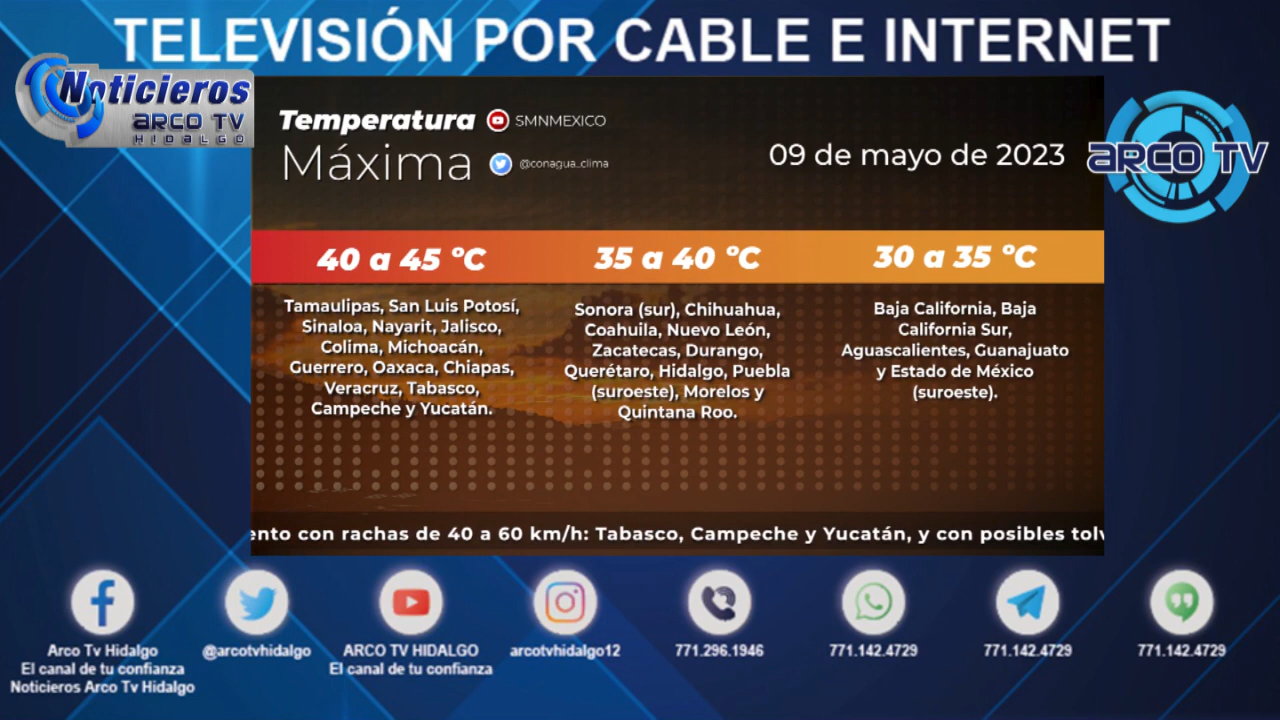 TELEVISIÓN POR CABLE E INTERNET
Noticieros
ARCO TV
HIDALGO
Temperatura
SMNMEXICO
Máxima
@conagua_clima
09 de mayo de 2023
ARCO TV
40 a 45 ºC
35 a 40 ºC
30 a 35 ºC
Tamaulipas, San Luis Potosí,
Sinaloa, Nayarit, Jalisco,
Colima, Michoacán,
Guerrero, Oaxaca, Chiapas,
Veracruz, Tabasco,
Campeche y Yucatán.
Sonora (sur), Chihuahua,
Coahuila, Nuevo León,
Zacatecas, Durango,
Querétaro, Hidalgo, Puebla
(suroeste), Morelos y
Quintana Roo.
Baja California, Baja
California Sur,
Aguascalientes, Guanajuato
y Estado de México
(suroeste).
ento con rachas de 40 a 60 km/h: Tabasco, Campeche y Yucatán, y con posibles tolv
Arco Tv Hidalgo
El canal de tu confianza
Noticieros Arco Tv Hidalgo
@arcotvhidalgo
ARCO TV HIDALGO
El canal de tu confianza
arcotvhidalgo12
771.296.1946
771.142.4729
771.142.4729
771.142.4729